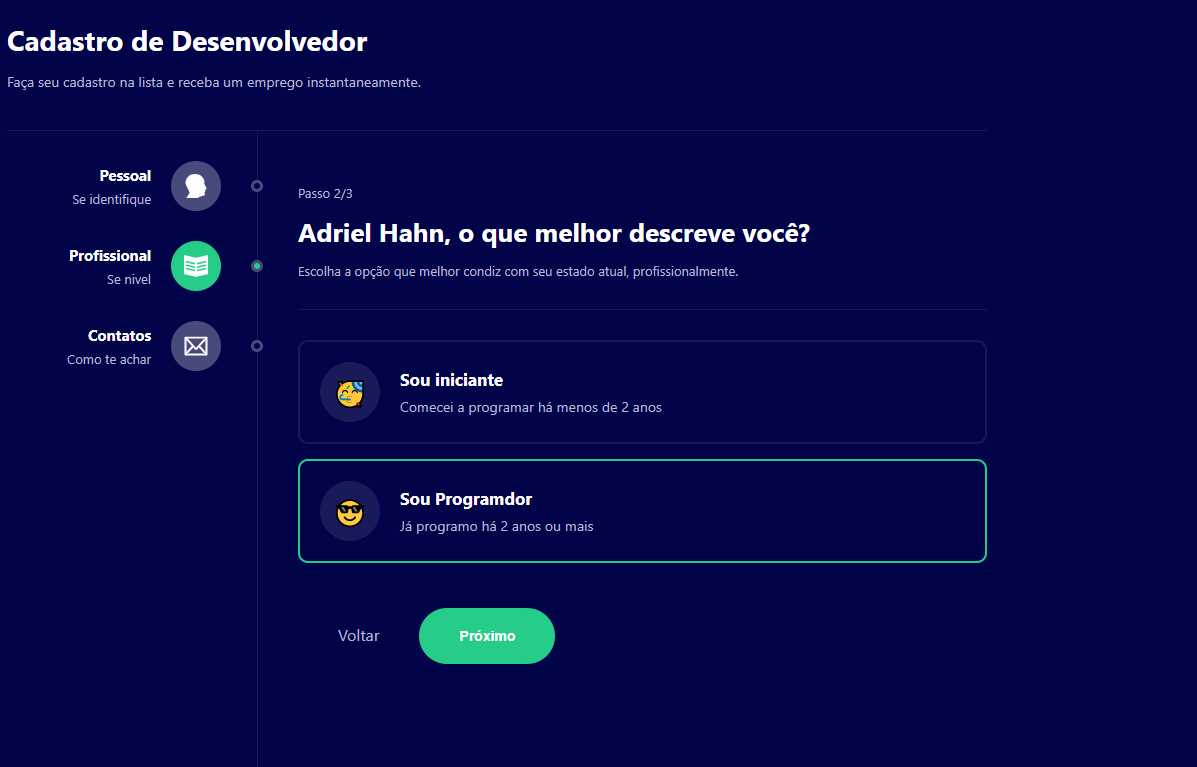 Cadastro de Desenvolvedor
Faça seu cadastro na lista e receba um emprego instantaneamente.
Pessoal
Se identifique
Profissional
Se nivel
Contatos
Como te achar
Passo 2/3
Adriel Hahn, o que melhor descreve você?
Escolha a opção que melhor condiz com seu estado atual, profissionalmente.
Sou iniciante
Comecei a programar há menos de 2 anos
Sou Programdor
Já programo há 2 anos ou mais
Voltar
Próximo